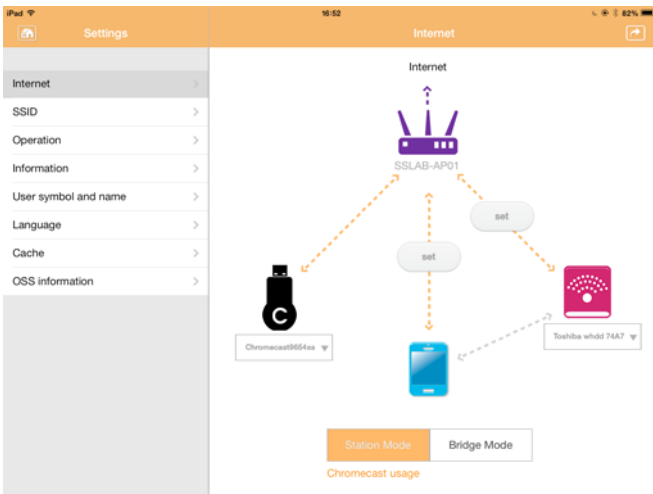 iPad 16:52 82%
Settings
Internet
Internet
SSID
Operation
Information
User symbol and name
Language
Cache
OSS information
Internet
SSLAB-AP01
set
set
C
Chromecast9654aa
Toshiba whdd 74A7
Station Mode
Bridge Mode
Chromecast usage